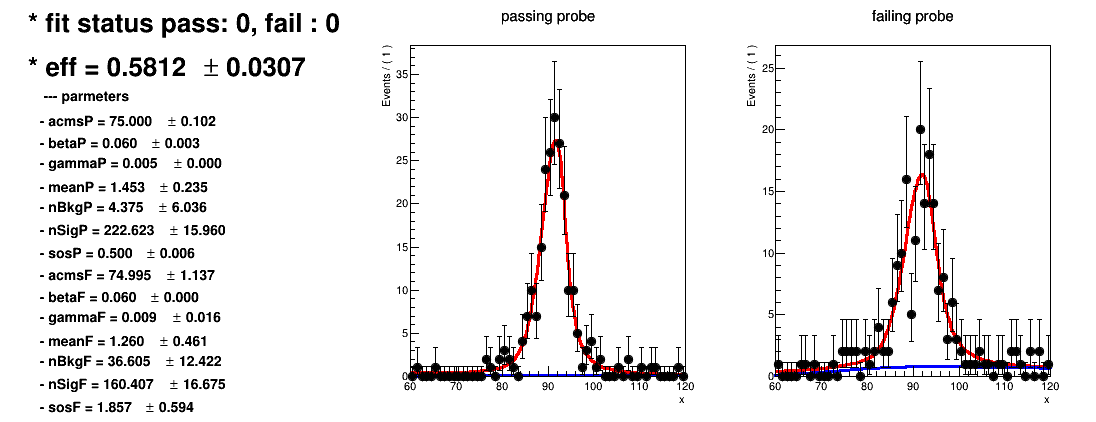 * fit status pass: 0, fail : 0
* eff = 0.5812 ± 0.0307
--- parmeters
- acmsP = 75.000 ± 0.102
- betaP = 0.060 ± 0.003
- gammaP = 0.005 ± 0.000
- meanP = 1.453 ± 0.235
- nBkgP = 4.375 ± 6.036
- nSigP = 222.623 ± 15.960
- sosP = 0.500 ± 0.006
- acmsF = 74.995 ± 1.137
- betaF = 0.060 ± 0.000
- gammaF = 0.009 ± 0.016
- meanF = 1.260 ± 0.461
- nBkgF = 36.605 ± 12.422
- nSigF = 160.407 ± 16.675
- sosF = 1.857 ± 0.594
passing probe
Events / ( 1 )
35
30
25
20
15
10
5
0
60 70 80 90 100 110 120
x
failing probe
Events / ( 1 )
25
20
15
10
5
0
60 70 80 90 100 110 120
x